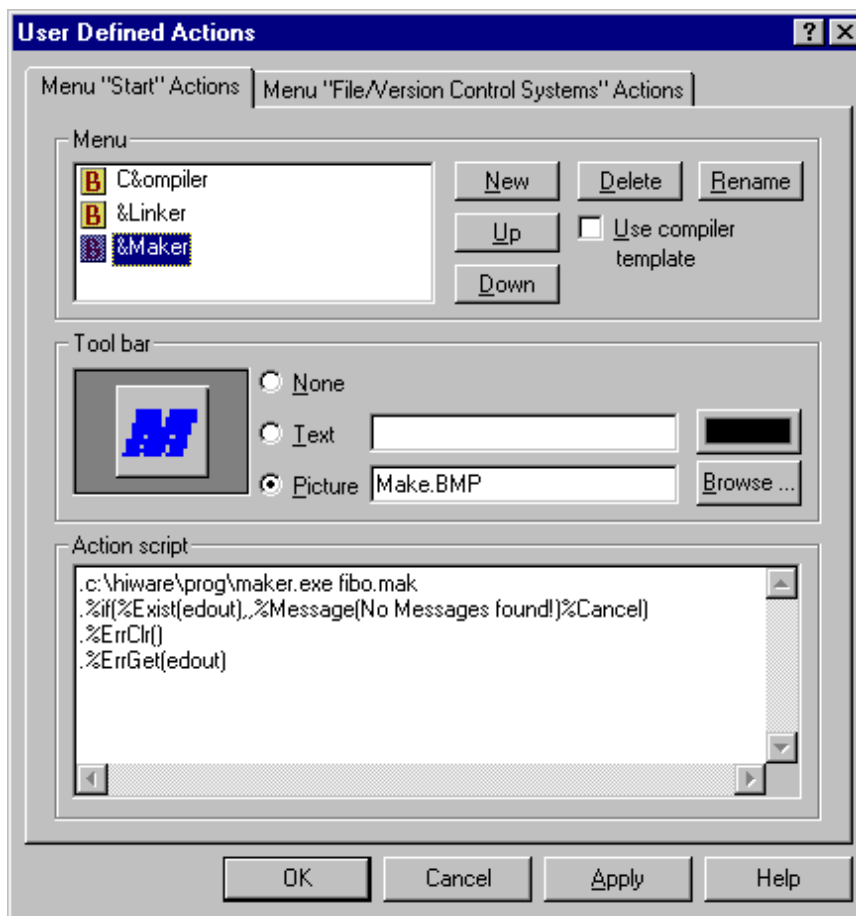 User Defined Actions
Menu "Start" Actions
Menu "File/Version Control Systems" Actions
Menu
C&ompiler
&Linker
&Maker
New
Delete
Rename
Up
Use compiler
template
Down
Tool bar
M
None
Text
Picture
Make.BMP
Browse ...
Action script
.c:\hiware\prog\maker.exe fibo.mak
.%if(%Exist(edout),,%Message(No Messages found!)%Cancel)
.%ErrClr()
.%ErrGet(edout)
OK
Cancel
Apply
Help